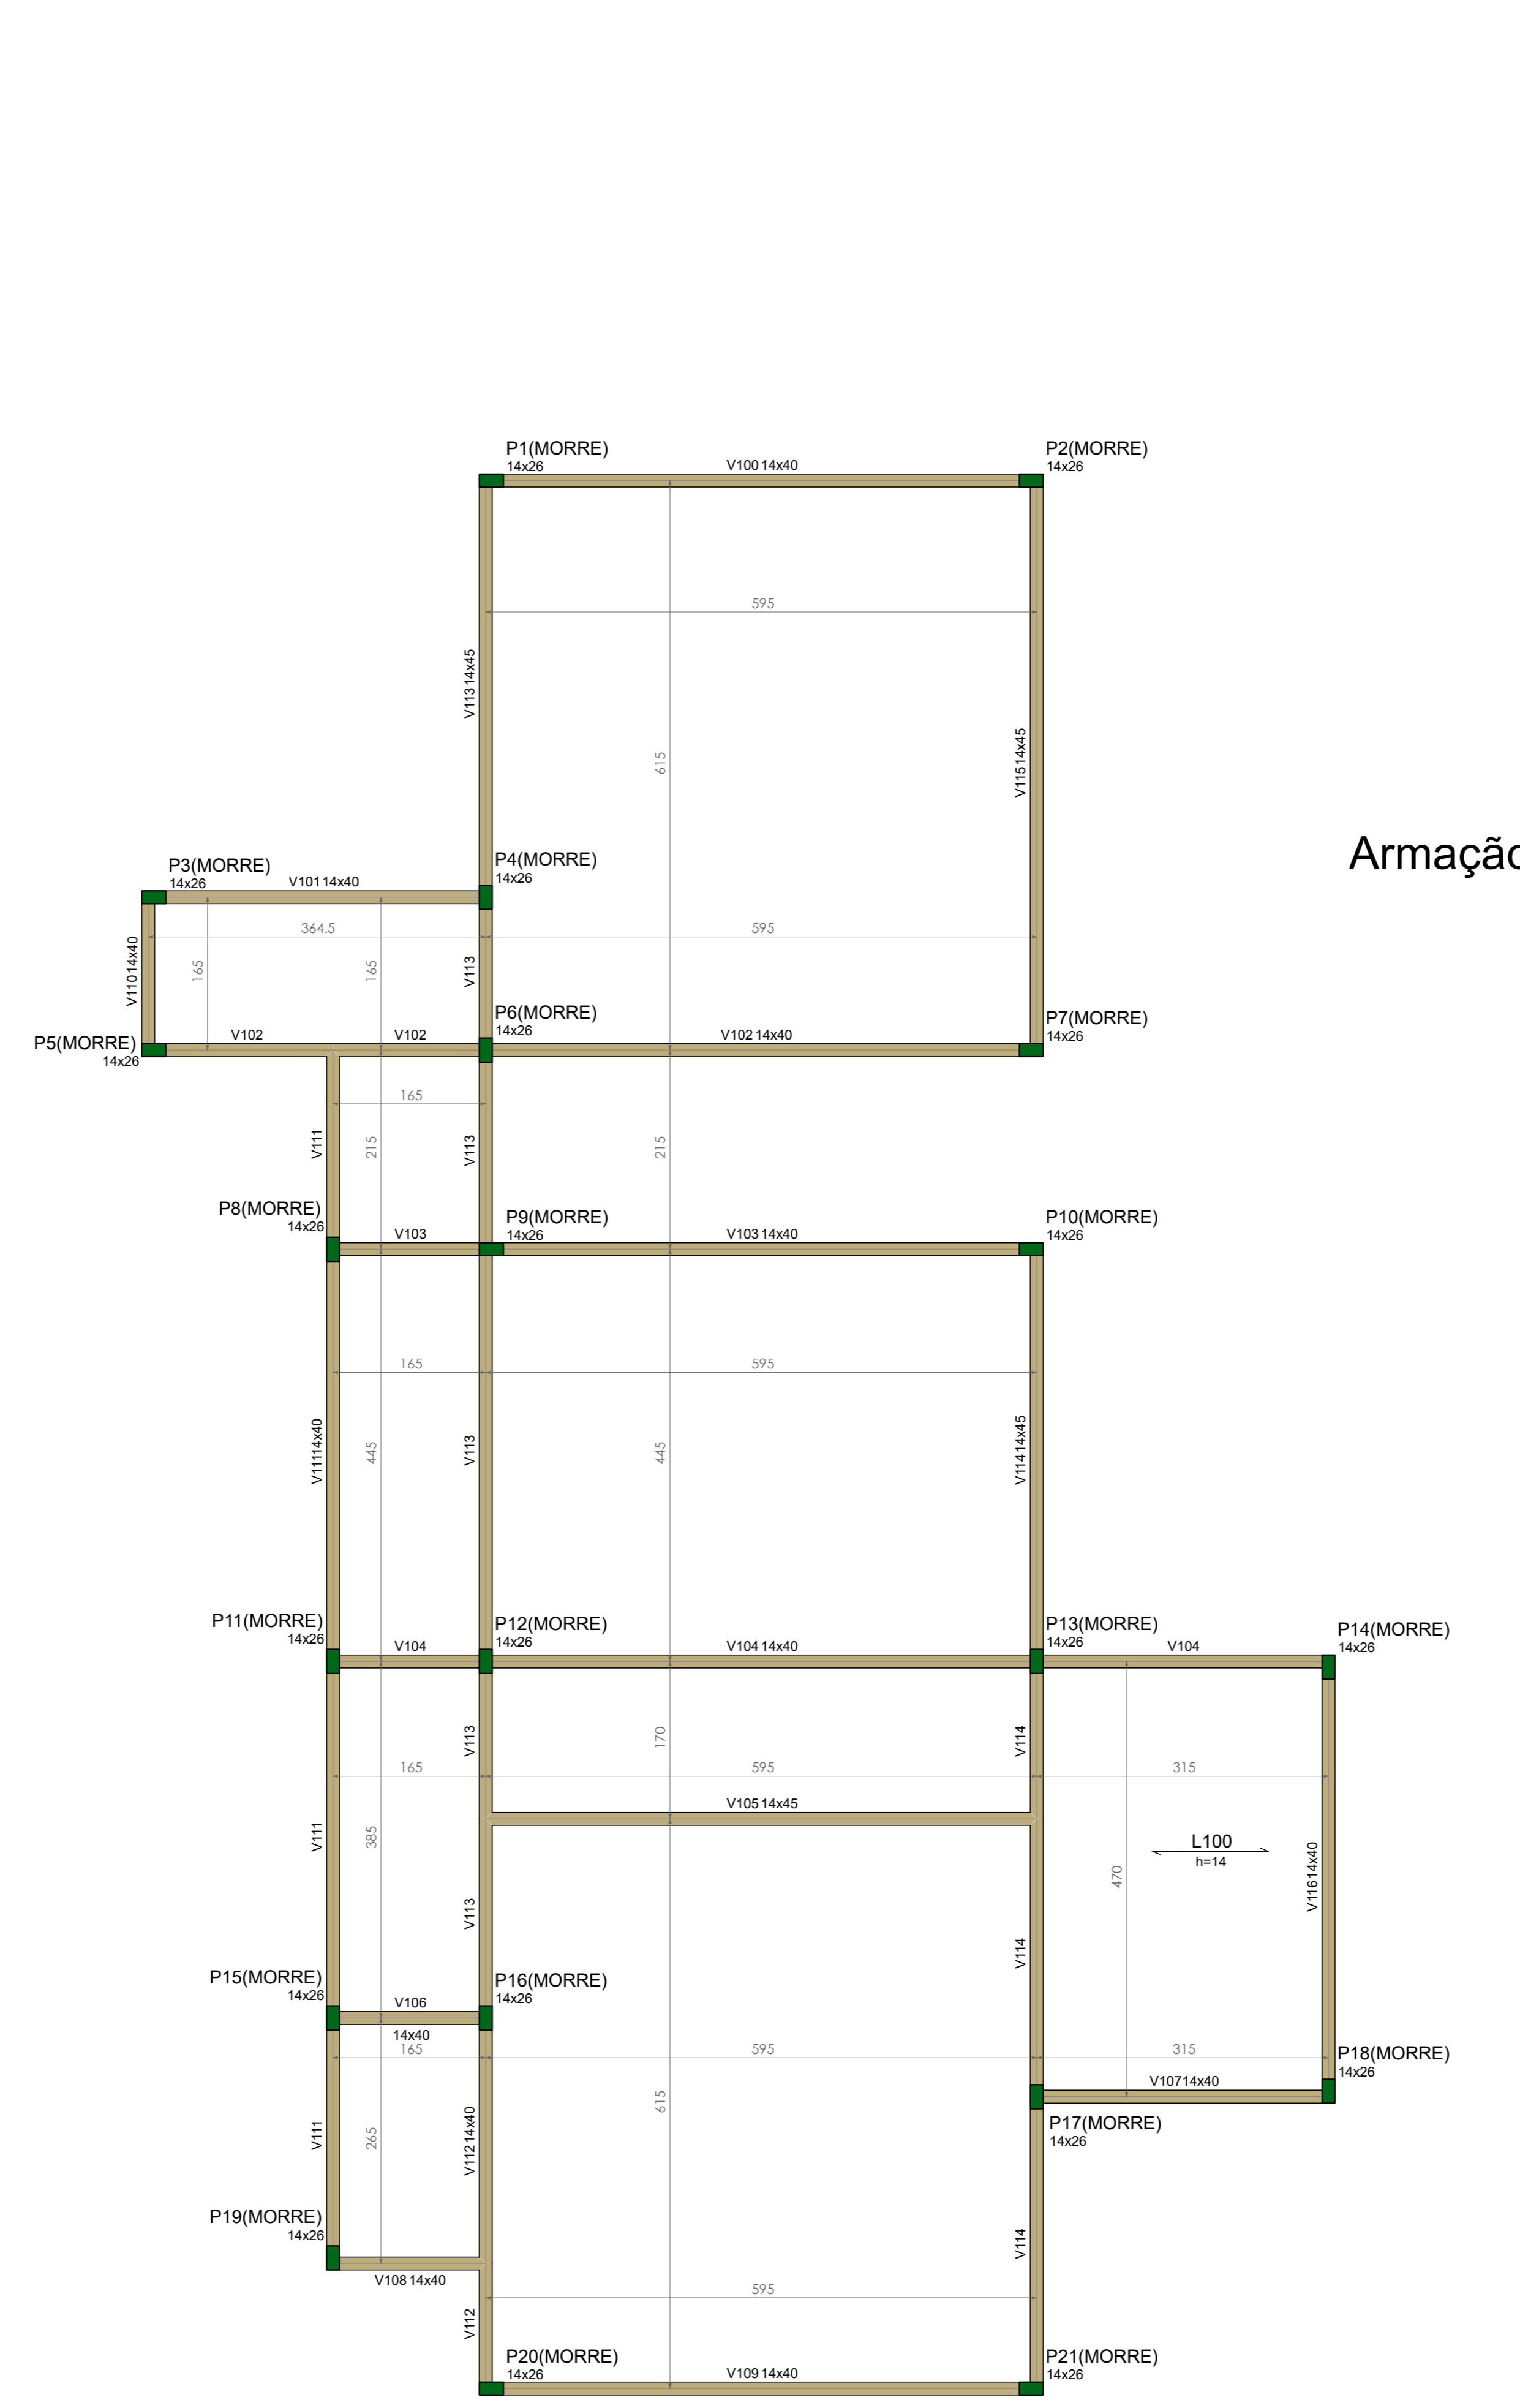 P1(MORRE)
14x26
V100 14x40
P2(MORRE)
14x26
595
V113 14x45
615
V115 14x45
Armação
P3(MORRE)
14x26
V101 14x40
P4(MORRE)
14x26
364.5
595
V110 14x40
165
165
V113
P5(MORRE)
14x26
V102
V102
P6(MORRE)
14x26
V102 14x40
P7(MORRE)
14x26
165
V111
215
V113
215
P8(MORRE)
14x26
V103
P9(MORRE)
14x26
V103 14x40
P10(MORRE)
14x26
165
595
V111 14x40
445
V113
445
V114 14x45
P11(MORRE)
14x26
V104
P12(MORRE)
14x26
V104 14x40
P13(MORRE)
14x26
V104
P14(MORRE)
14x26
V113
170
V114
165
595
315
V105 14x45
V111
385
V113
L100
h=14
470
V116 14x40
V114
P15(MORRE)
14x26
V106
14x40
P16(MORRE)
14x26
165
595
315
P18(MORRE)
14x26
V107 14x40
P17(MORRE)
14x26
V111
265
V112 14x40
615
P19(MORRE)
14x26
V108 14x40
V114
595
V112
P20(MORRE)
14x26
V109 14x40
P21(MORRE)
14x26